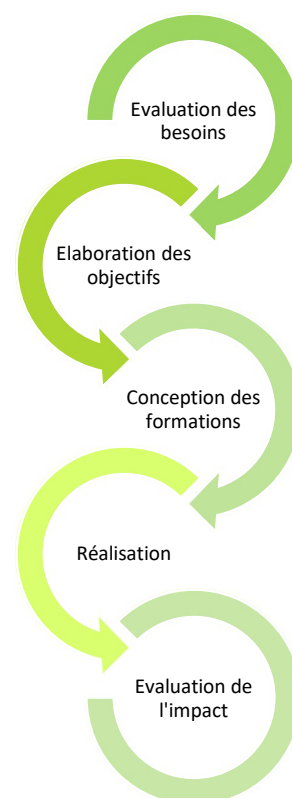 Evaluation des
besoins
Elaboration des
objectifs
Conception des
formations
Réalisation
Evaluation de
l'impact